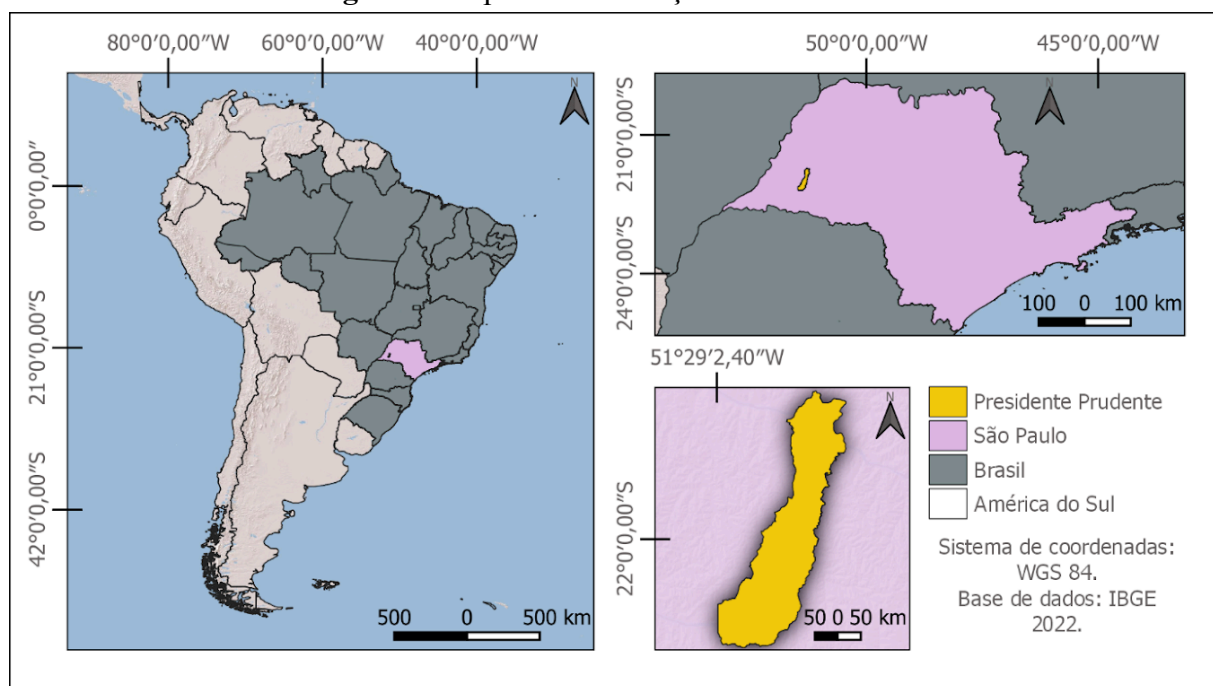 80°0′0,00″W 60°0′0,00″W 40°0′0,00″W
0°0′0,00″
21°0′0,00″S
42°0′0,00″S
N
500 0 500 km
50°0′0,00″W 45°0′0,00″W
21°0′0,00″S
24°0′0,00″S
N
100 0 100 km
51°29′2,40″W
22°0′0,00″S
N
50 0 50 km
Presidente Prudente
São Paulo
Brasil
América do Sul
Sistema de coordenadas:
WGS 84.
Base de dados: IBGE
2022.